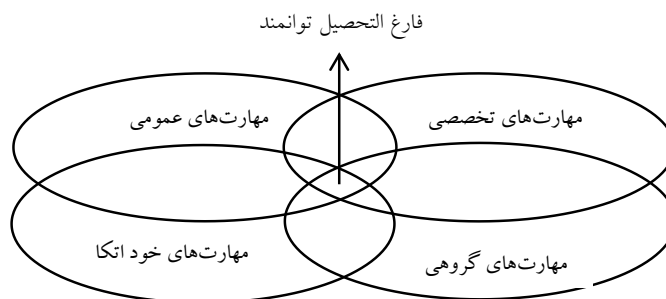 فارغ التحصیل توانمند
مهارت‌های تخصصی
مهارت‌های عمومی
مهارت‌های گروهی
مهارت‌های خود اتکا